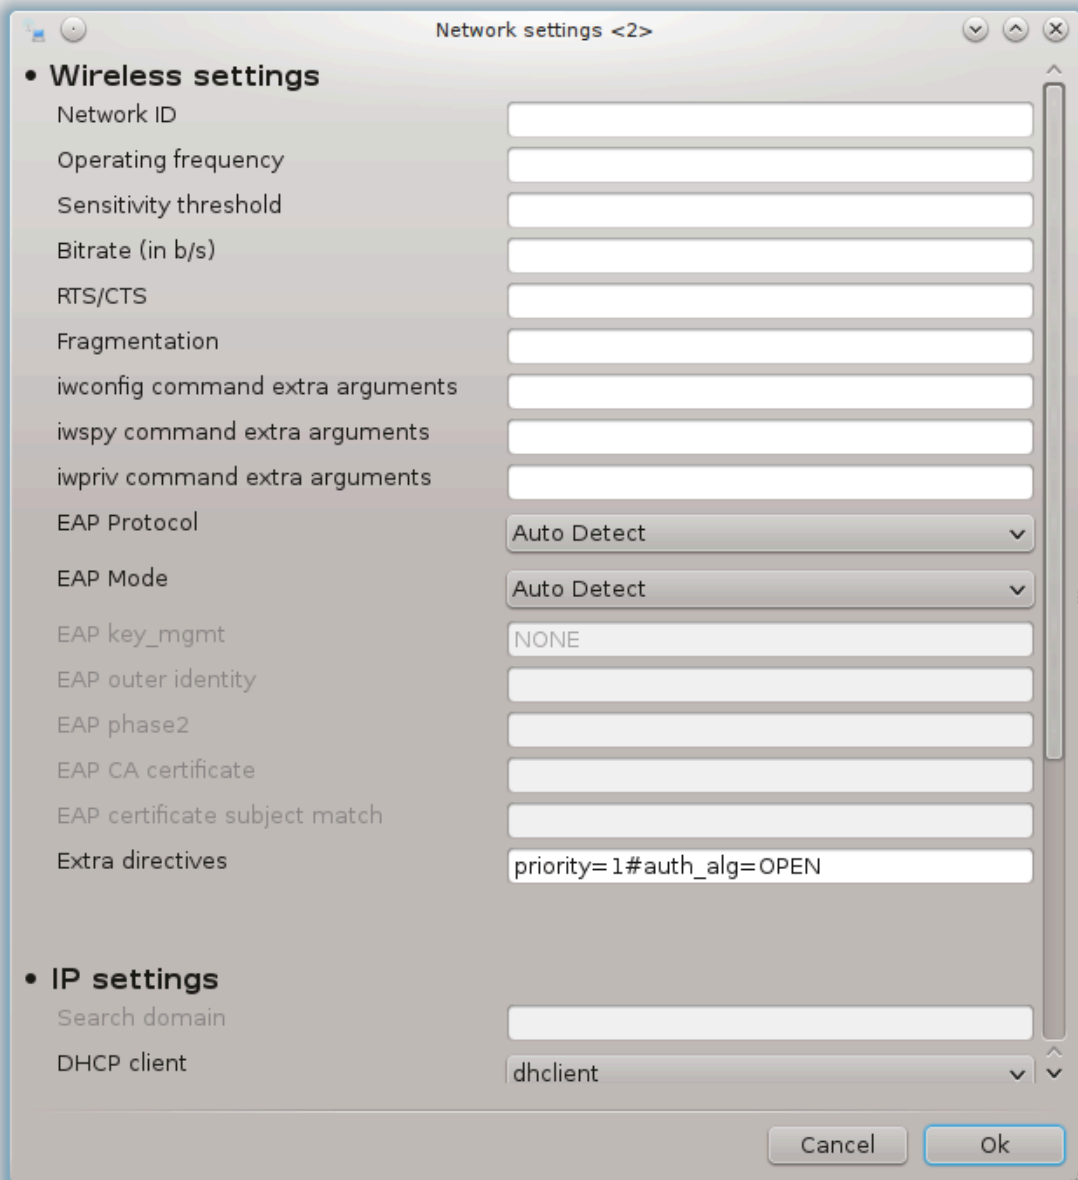 Network settings <2>
• Wireless settings
Network ID
Operating frequency
Sensitivity threshold
Bitrate (in b/s)
RTS/CTS
Fragmentation
iwconfig command extra arguments
iwspy command extra arguments
iwpriv command extra arguments
EAP Protocol Auto Detect
EAP Mode Auto Detect
EAP key_mgmt NONE
EAP outer identity
EAP phase2
EAP CA certificate
EAP certificate subject match
Extra directives priority=1#auth_alg=OPEN
• IP settings
Search domain
DHCP client dhclient
Cancel Ok